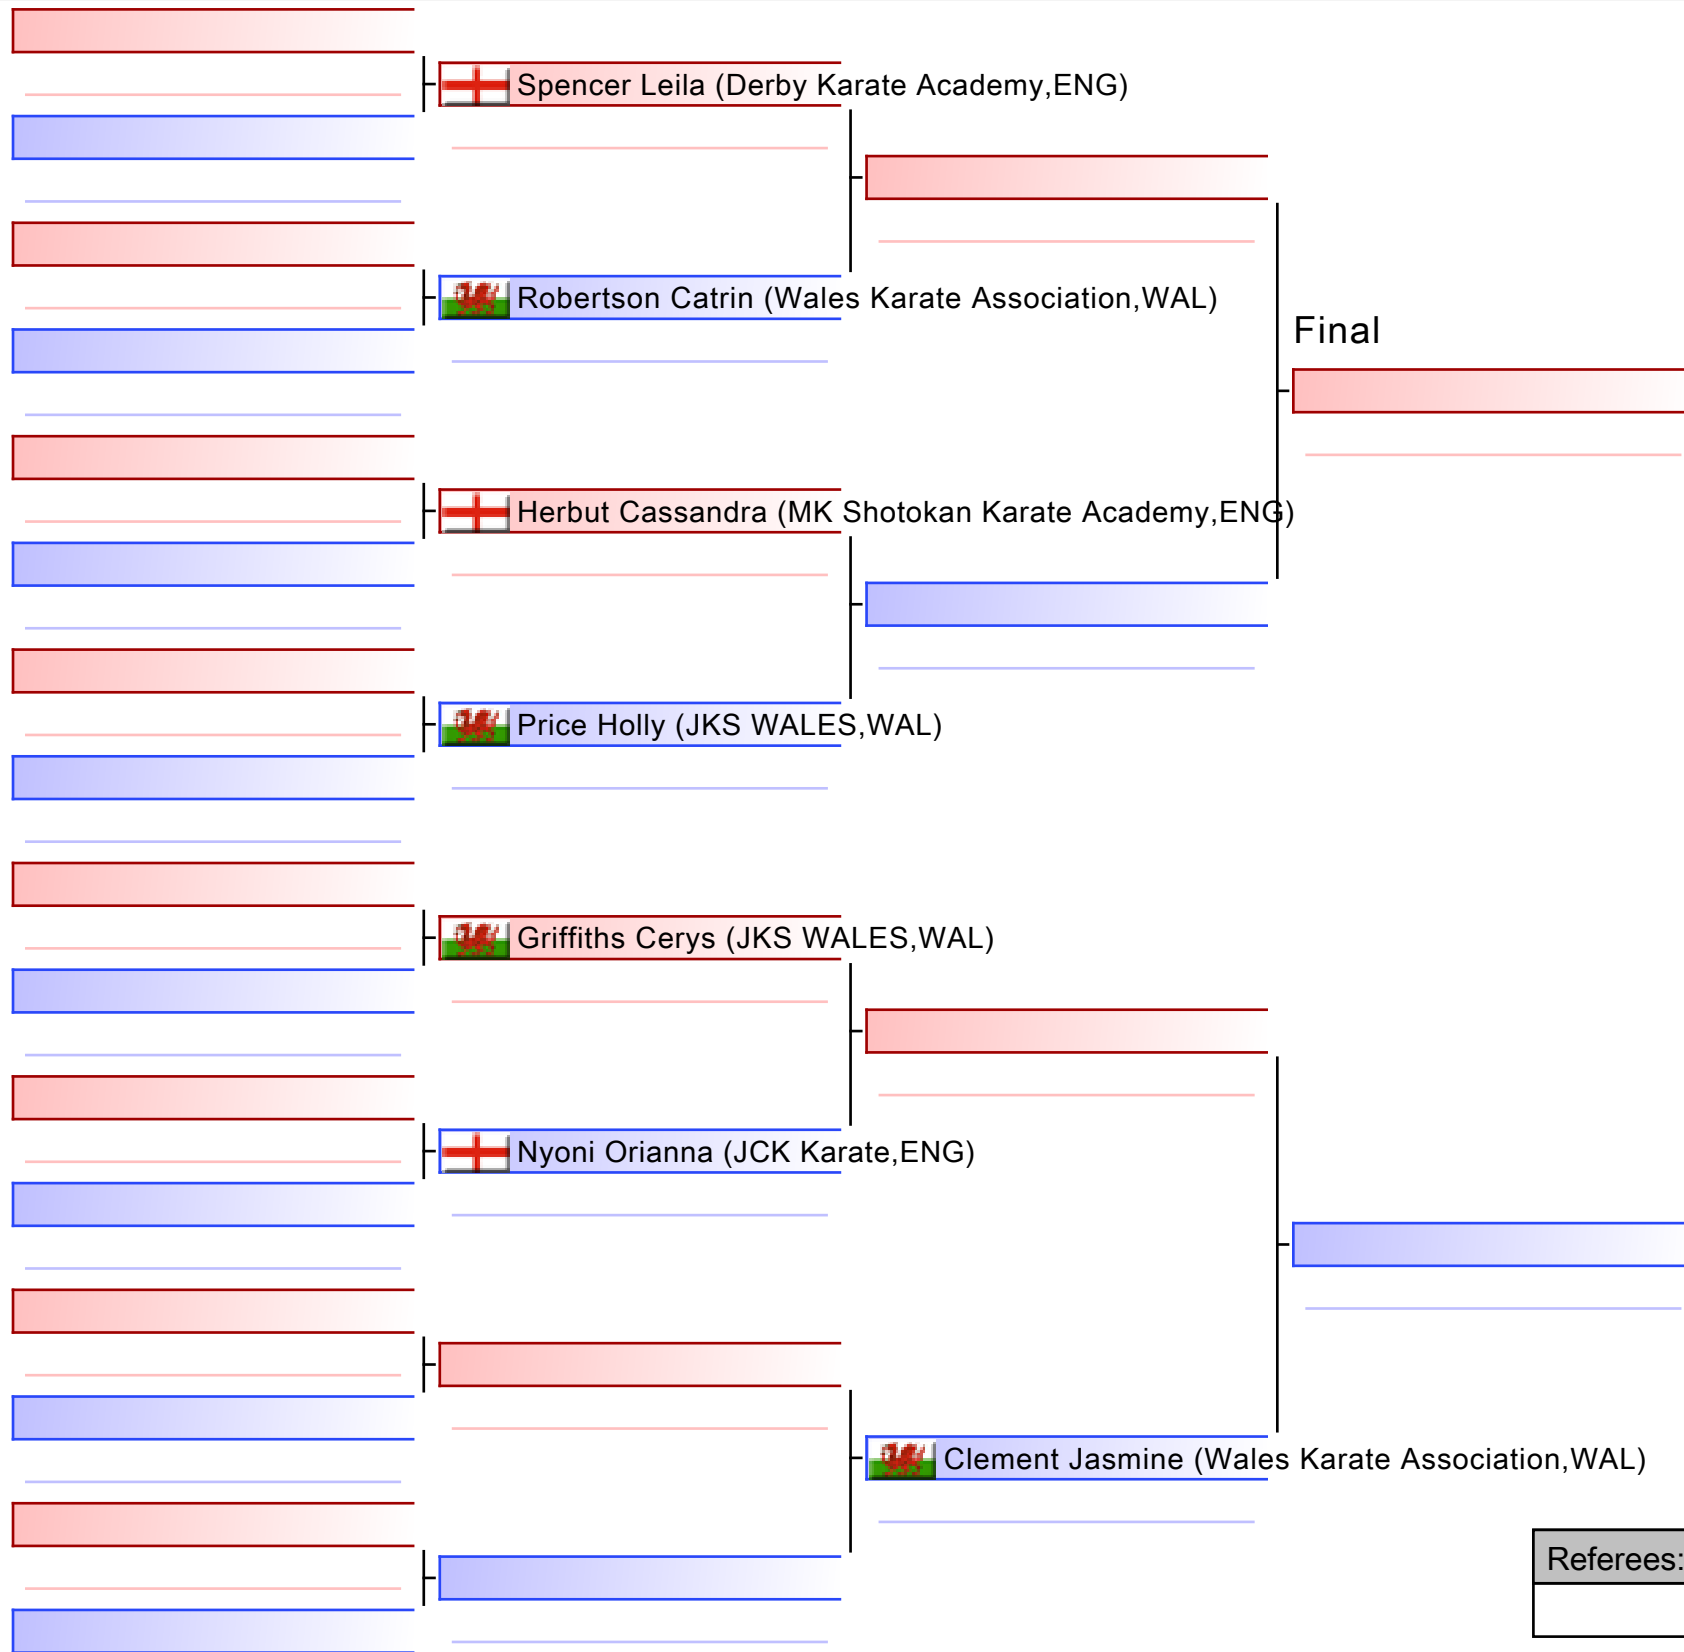 Spencer Leila (Derby Karate Academy,ENG)
Robertson Catrin (Wales Karate Association,WAL)
Final
Herbut Cassandra (MK Shotokan Karate Academy,ENG)
Price Holly (JKS WALES,WAL)
Griffiths Cerys (JKS WALES,WAL)
Nyoni Orianna (JCK Karate,ENG)
Clement Jasmine (Wales Karate Association,WAL)
Referees: